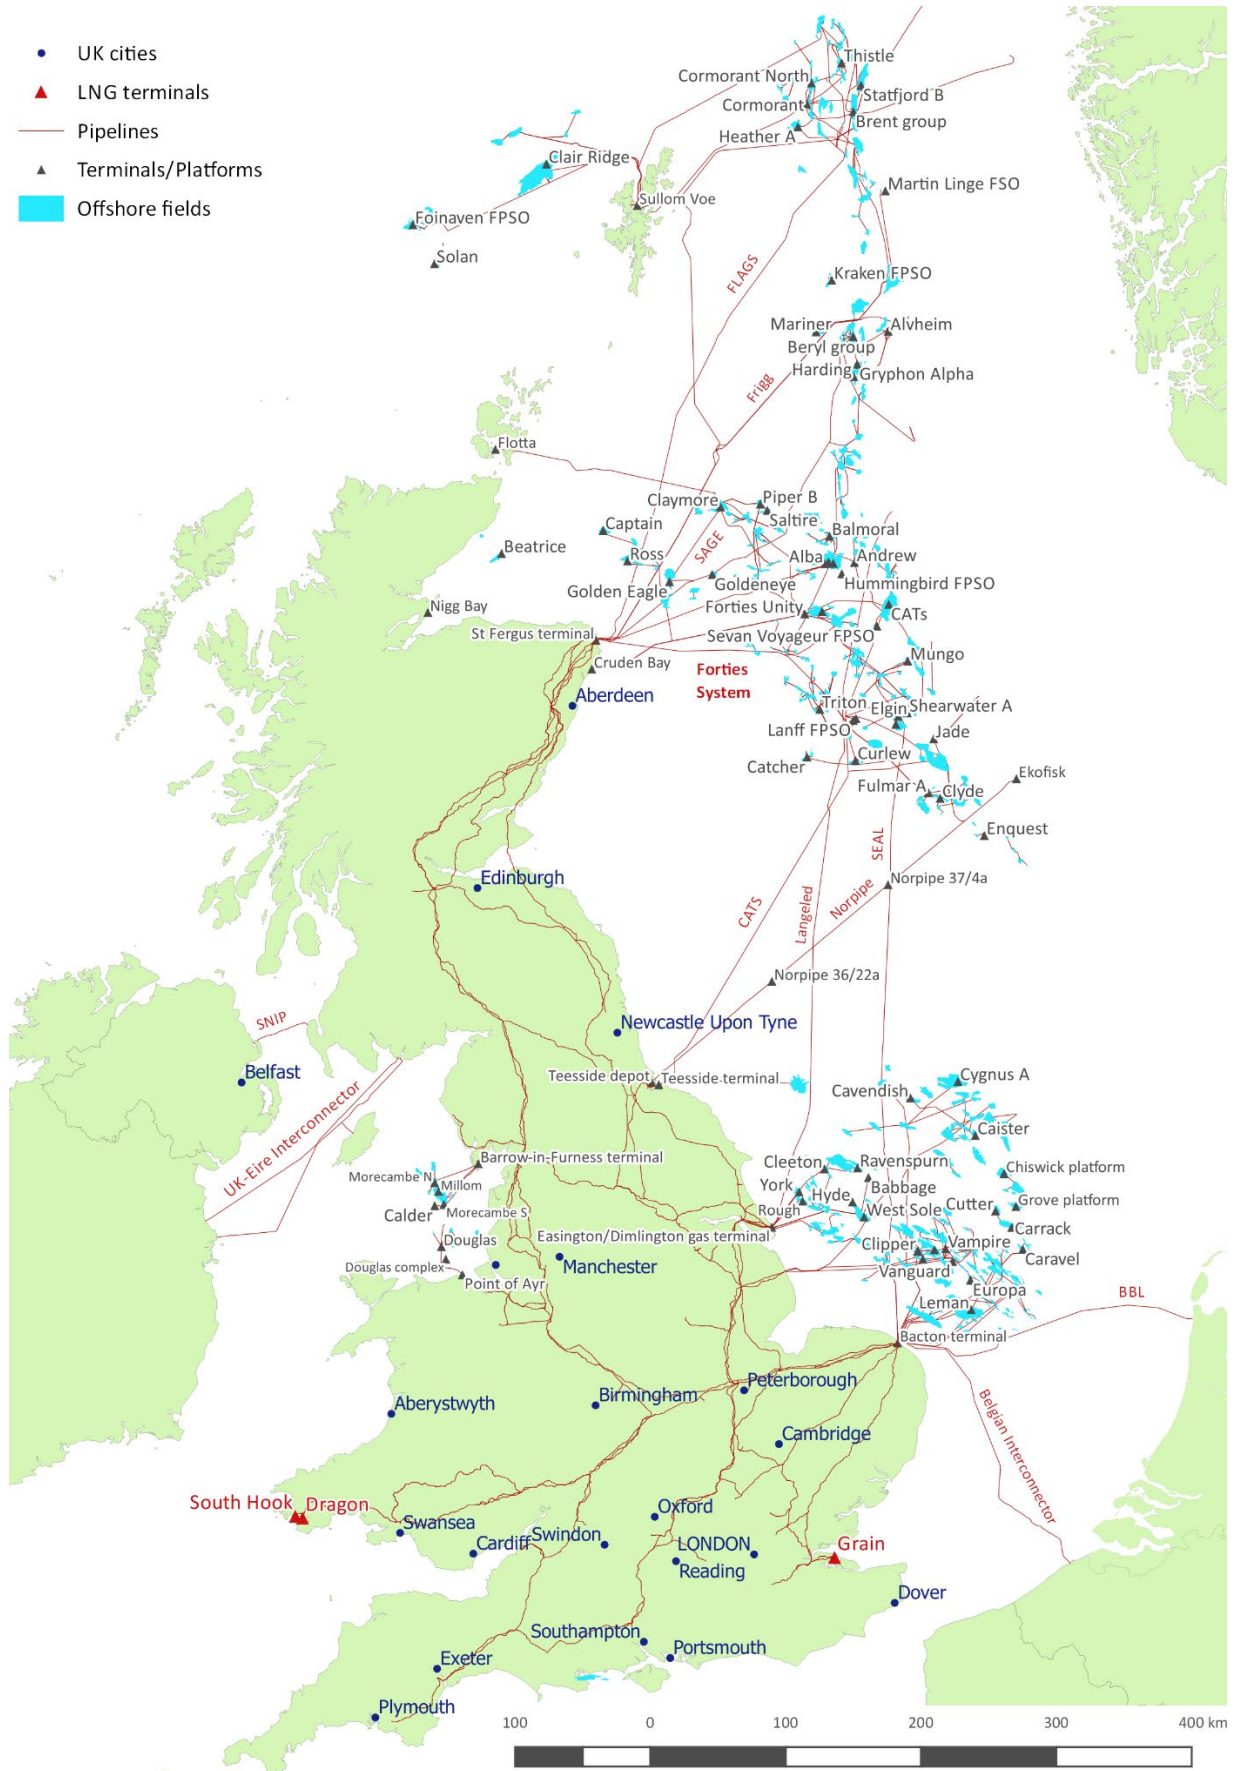 UK cities
LNG terminals
Pipelines
Terminals/Platforms
Offshore fields
Thistle
Cormorant North
Statfjord B
Cormorant
Brent group
Heather A
Clair Ridge
Martin Linge FSO
Sullom Voe
Foinaven FPSO
Solan
FLAGS
Kraken FPSO
Mariner
Alvheim
Beryl group
Harding
Gryphon Alpha
Frigg
Flotta
Claymore
Piper B
Saltire
Captain
Balmoral
SAGE
Beatrice
Ross
Alba
Andrew
Golden Eagle
Goldeneye
Hummingbird FPSO
Nigg Bay
Forties Unity
CATs
St Fergus terminal
Sevan Voyageur FPSO
Mungo
Cruden Bay
Forties
System
Aberdeen
Triton
Elgin
Shearwater A
Lanff FPSO
Jade
Curlew
Catcher
Ekofisk
Fulmar A
Clyde
Enquest
SEAL
Edinburgh
Norpipe 37/4a
Norpipe
CATS
Langeled
Norpipe 36/22a
SNIP
Newcastle Upon Tyne
Belfast
Teesside depot
Teesside terminal
Cygnus A
Cavendish
UK-Eire Interconnector
Caister
Barrow-in-Furness terminal
Cleeton
Ravenspurn
Chiswick platform
Morecambe N
Millom
York
Babbage
Hyde
Grove platform
Calder
Morecambe S
Rough
West Sole
Cutter
Easington/Dimlington gas terminal
Carrack
Douglas
Clipper
Vampire
Caravel
Douglas complex
Manchester
Vanguard
Point of Ayr
Europa
Leman
BBL
Bacton terminal
Peterborough
Birmingham
Aberystwyth
Belgian Interconnector
Cambridge
South Hook
Dragon
Oxford
Swansea
Swindon
Cardiff
LONDON
Grain
Reading
Dover
Southampton
Portsmouth
Exeter
Plymouth
100 0 100 200 300 400 km